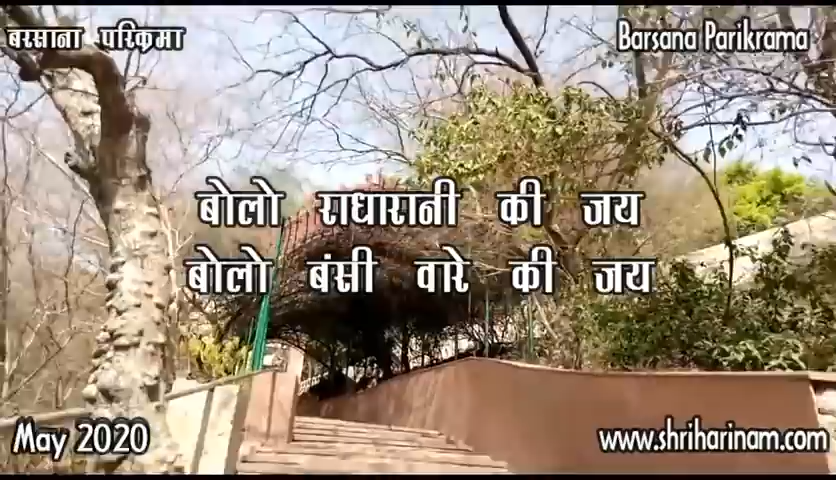 बरसाना परिक्रमा
Barsana Parikrama
बोलो राधारानी की जय
बोलो बंसी वारे की जय
May 2020
www.shriharinam.com